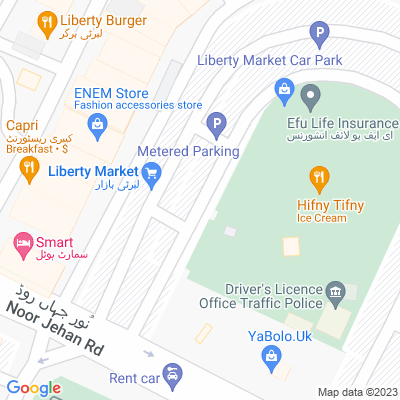 Liberty Burger
لبرٹی برگر
Liberty Market Car Park
ENEM Store
Fashion accessories store
Efu Life Insurance
ای ایف یو لائف انشورنس
Capri
کیپری ریسٹورنٹ
Breakfast • $
Metered Parking
Liberty Market
لبرٹی بازار
Hifny Tifny
Ice Cream
Smart
سمارٹ ہوٹل
Driver's Licence
Office Traffic Police
نور جہاں روڈ
Noor Jehan Rd
YaBolo.Uk
Rent car
Google
Map data ©2023